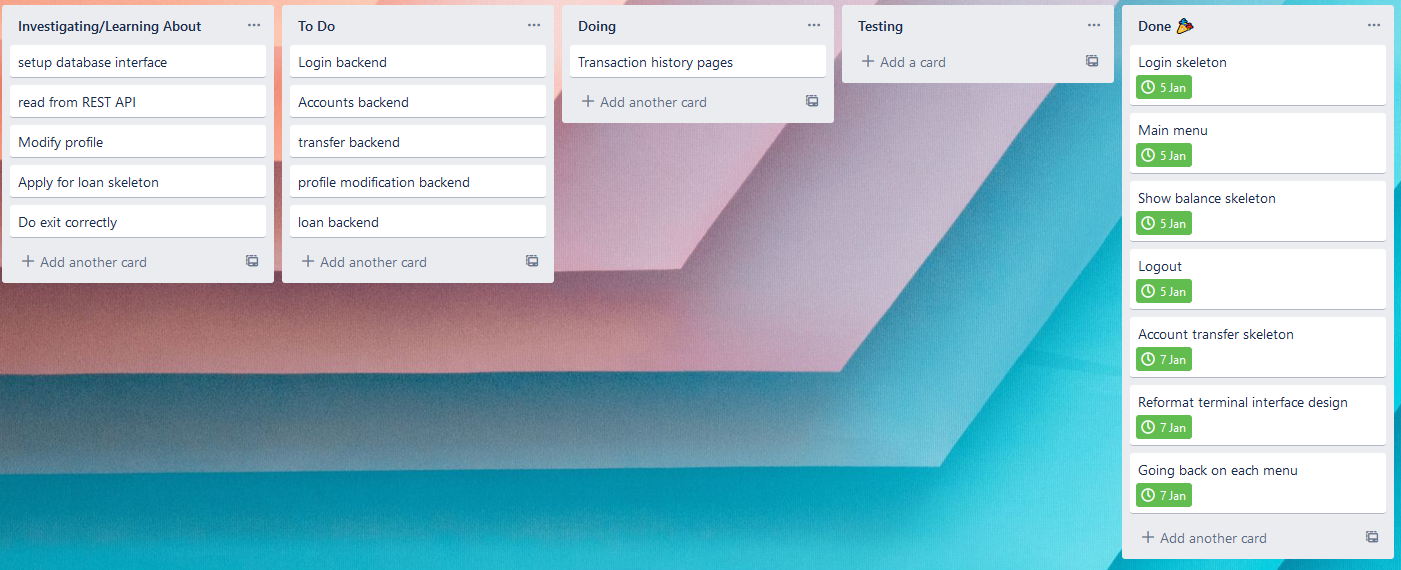 Investigating/Learning About
setup database interface
read from REST API
Modify profile
Apply for loan skeleton
Do exit correctly
Add another card
To Do
Login backend
Accounts backend
transfer backend
profile modification backend
loan backend
Add another card
Doing
Transaction history pages
Add another card
Testing
Add a card
Done 🎉
Login skeleton
5 Jan
Main menu
5 Jan
Show balance skeleton
5 Jan
Logout
5 Jan
Account transfer skeleton
7 Jan
Reformat terminal interface design
7 Jan
Going back on each menu
7 Jan
Add another card